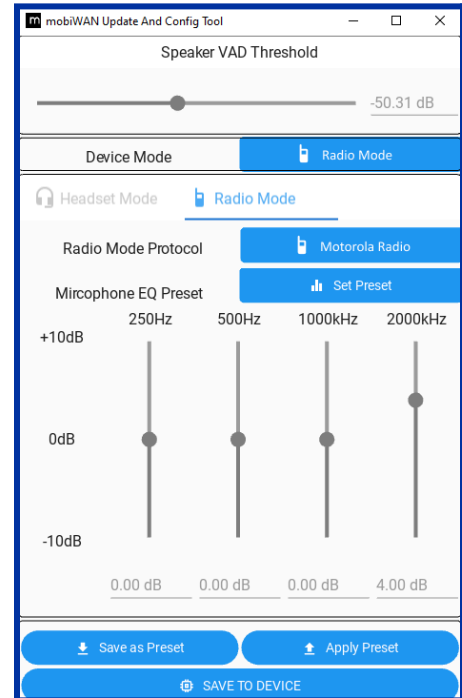 m mobiWAN Update And Config Tool
Speaker VAD Threshold
-50.31 dB
Device Mode
Radio Mode
Headset Mode
Radio Mode
Radio Mode Protocol
Motorola Radio
Mircophone EQ Preset
Set Preset
250Hz 500Hz 1000kHz 2000kHz
+10dB
0dB
-10dB
0.00 dB 0.00 dB 0.00 dB 4.00 dB
Save as Preset
Apply Preset
SAVE TO DEVICE